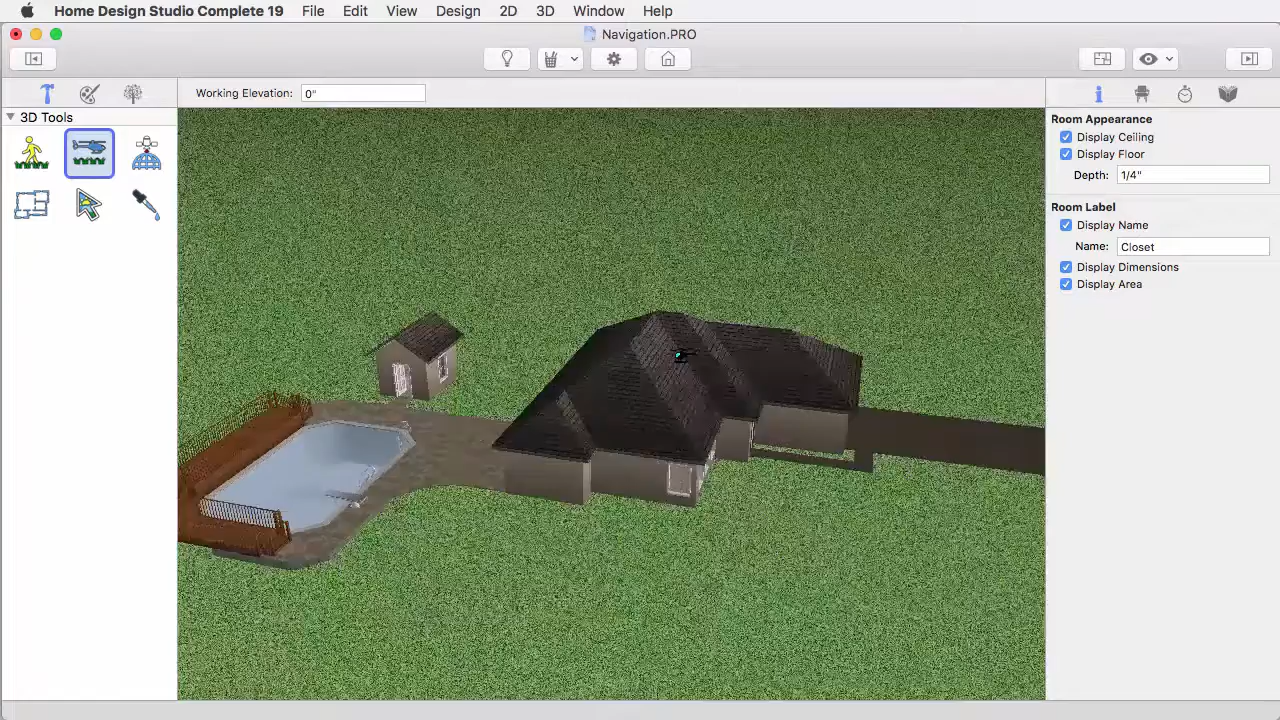 Home Design Studio Complete 19 File Edit View Design 2D 3D Window Help
Navigation.PRO
Working Elevation: 0"
3D Tools
Room Appearance
Display Ceiling
Display Floor
Depth: 1/4"
Room Label
Display Name
Name: Closet
Display Dimensions
Display Area